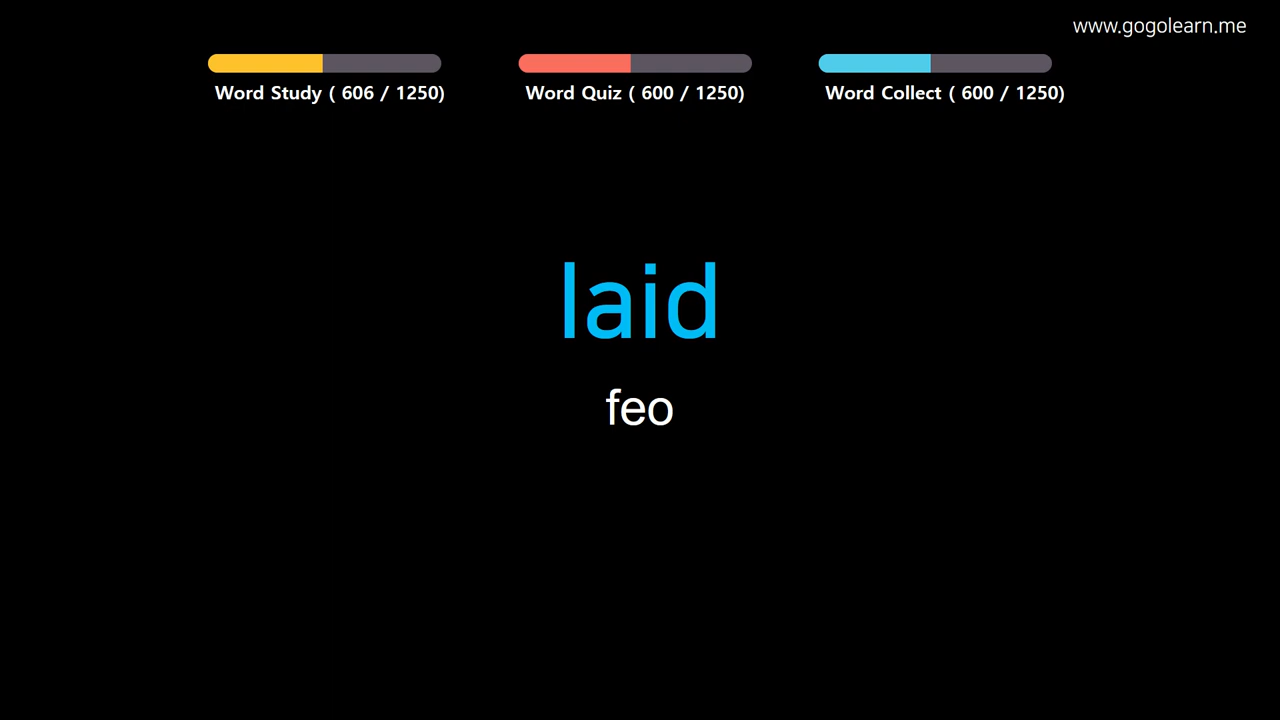 www.gogolearn.me
Word Study ( 606 / 1250)
Word Quiz ( 600 / 1250)
Word Collect ( 600 / 1250)
laid
feo